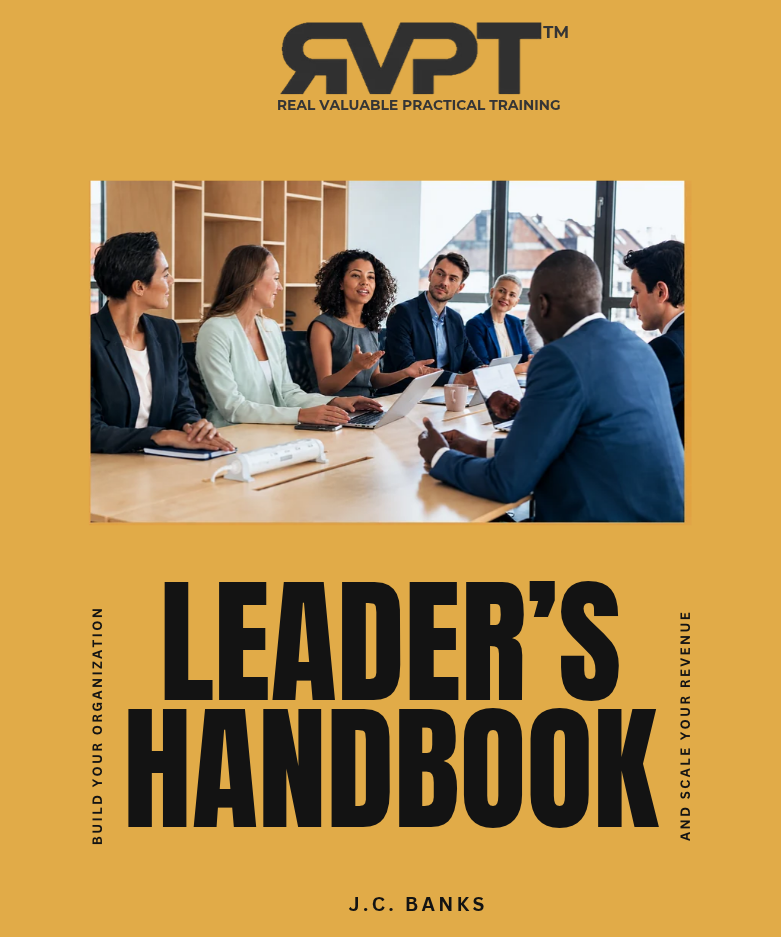 RVPT™
REAL VALUABLE PRACTICAL TRAINING
LEADER’S
HANDBOOK
BUILD YOUR ORGANIZATION
AND SCALE YOUR REVENUE
J.C. BANKS